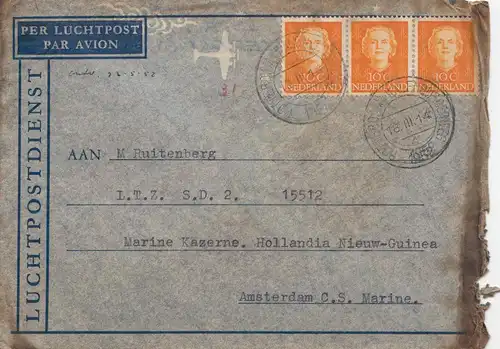 PER LUCHTPOST
PAR AVION
10C 10C 10C
NEDERLAND NEDERLAND NEDERLAND
LUCHTPOSTDIENST
AAN M Ruitenberg
L.T.Z. S.D. 2. 15512
Marine Kazerne. Hollandia Nieuw-Guinea
Amsterdam C.S. Marine.